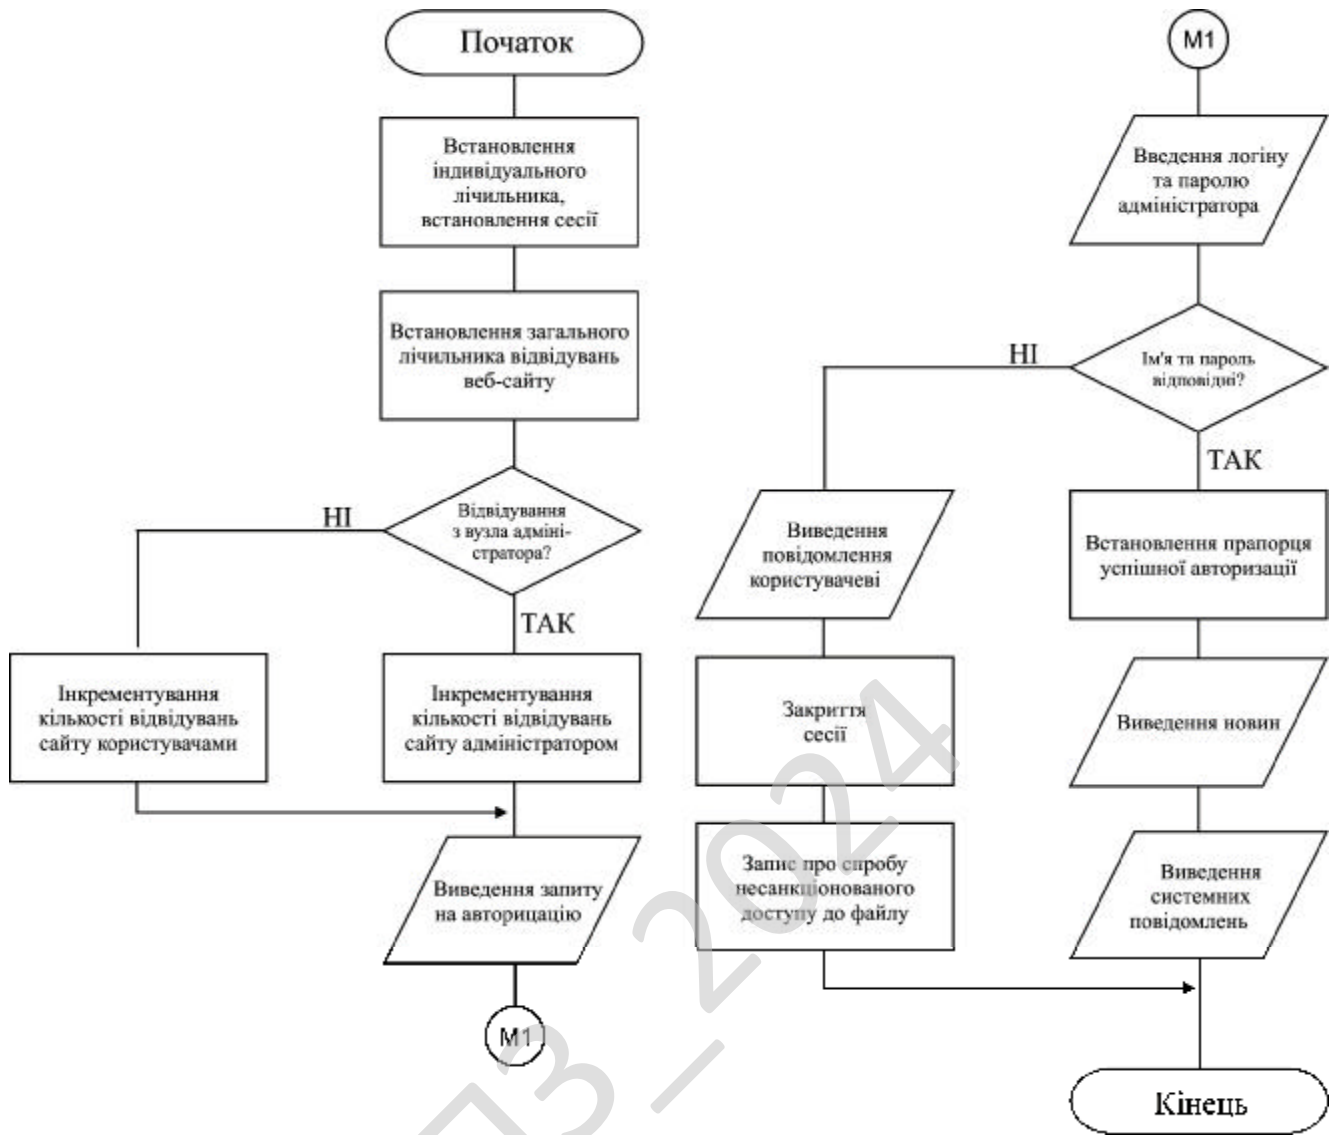 Початок
Встановлення
індивідуального
лічильника,
встановлення сесії
Встановлення загального
лічильника відвідувань
веб-сайту
Відвідування
з вузла адміні-
стратора?
НІ
ТАК
Інкрементування
кількості відвідувань
сайту користувачами
Інкрементування
кількості відвідувань
сайту адміністратором
Виведення запиту
на авторицацію
М1
М1
Введення логіну
та паролю
адміністратора
Ім'я та пароль
відповідні?
НІ
ТАК
Виведення
повідомлення
користувачеві
Закриття
сесії
Запис про спробу
несанкціонованого
доступу до файлу
Встановлення прапорця
успішної авторизації
Виведення новин
Виведення
системних
повідомлень
Кінець
ПЗ_2024